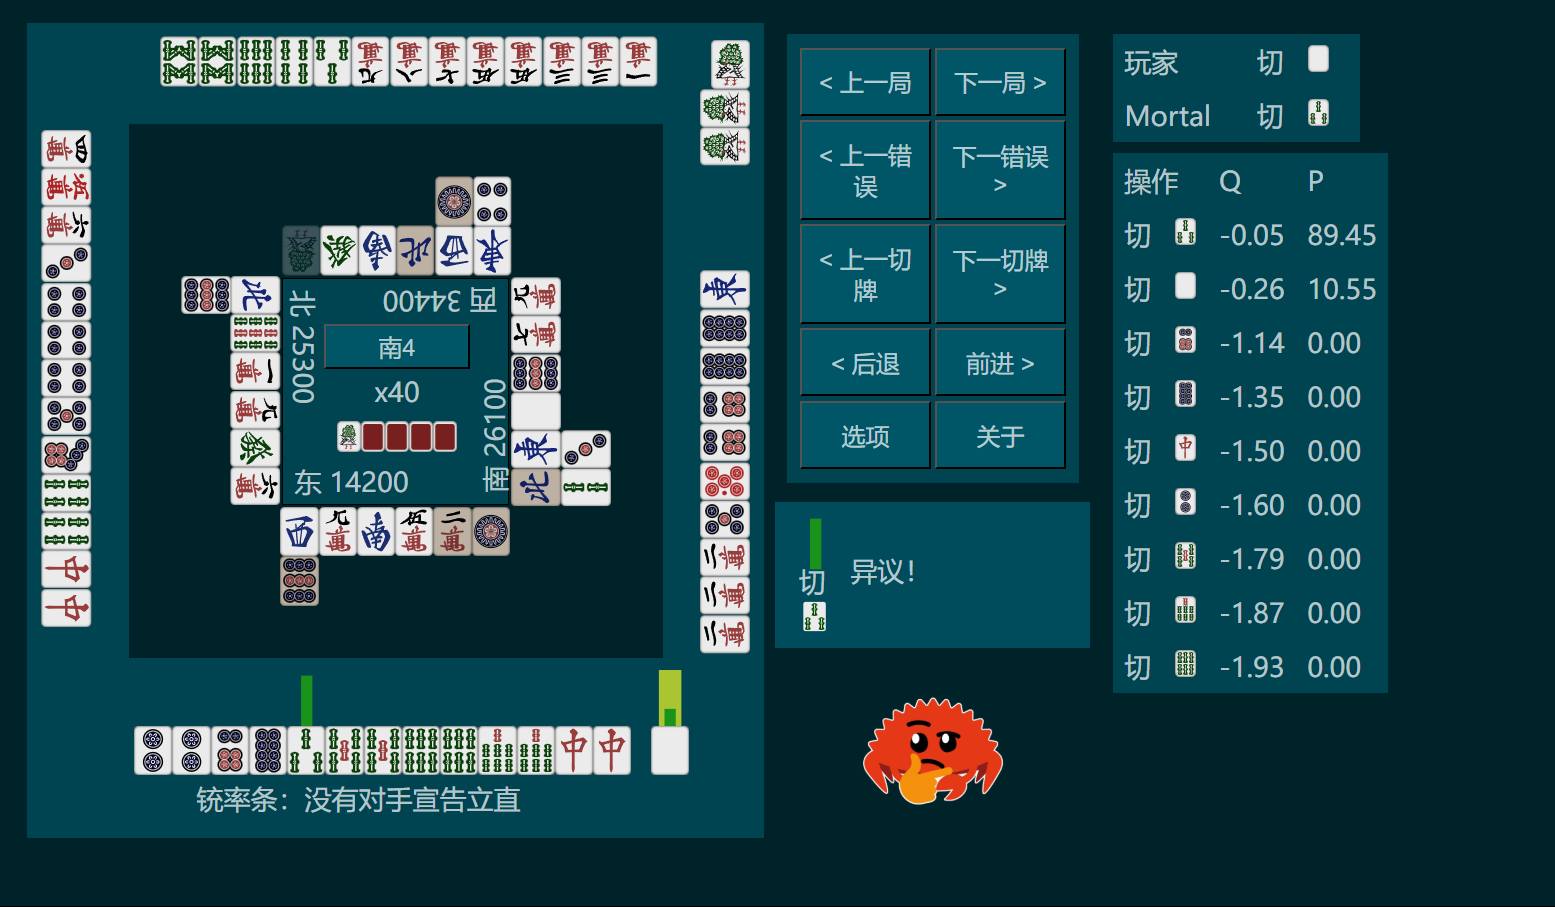 北 25300
西 34400
南4
x40
南 26100
东 14200
铳率条：没有对手宣告立直
< 上一局
下一局 >
< 上一错
误
下一错误
>
< 上一切
牌
下一切牌
>
< 后退
前进 >
选项
关于
切
异议！
玩家 切
Mortal 切
操作 Q P
切 -0.05 89.45
切 -0.26 10.55
切 -1.14 0.00
切 -1.35 0.00
切 中 -1.50 0.00
切 -1.60 0.00
切 -1.79 0.00
切 -1.87 0.00
切 -1.93 0.00